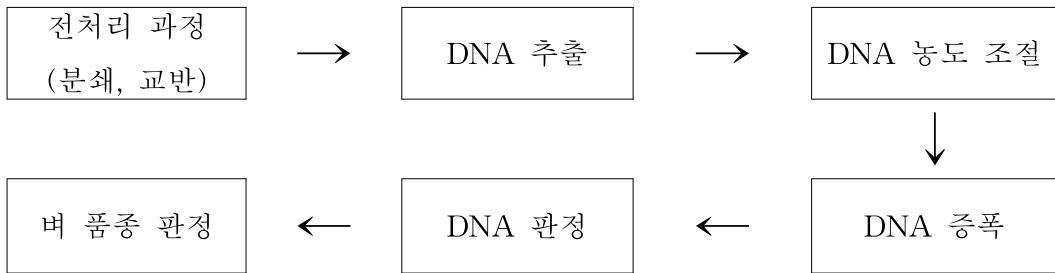 전처리 과정
(분쇄, 교반)
DNA 추출
DNA 농도 조절
DNA 증폭
DNA 판정
벼 품종 판정